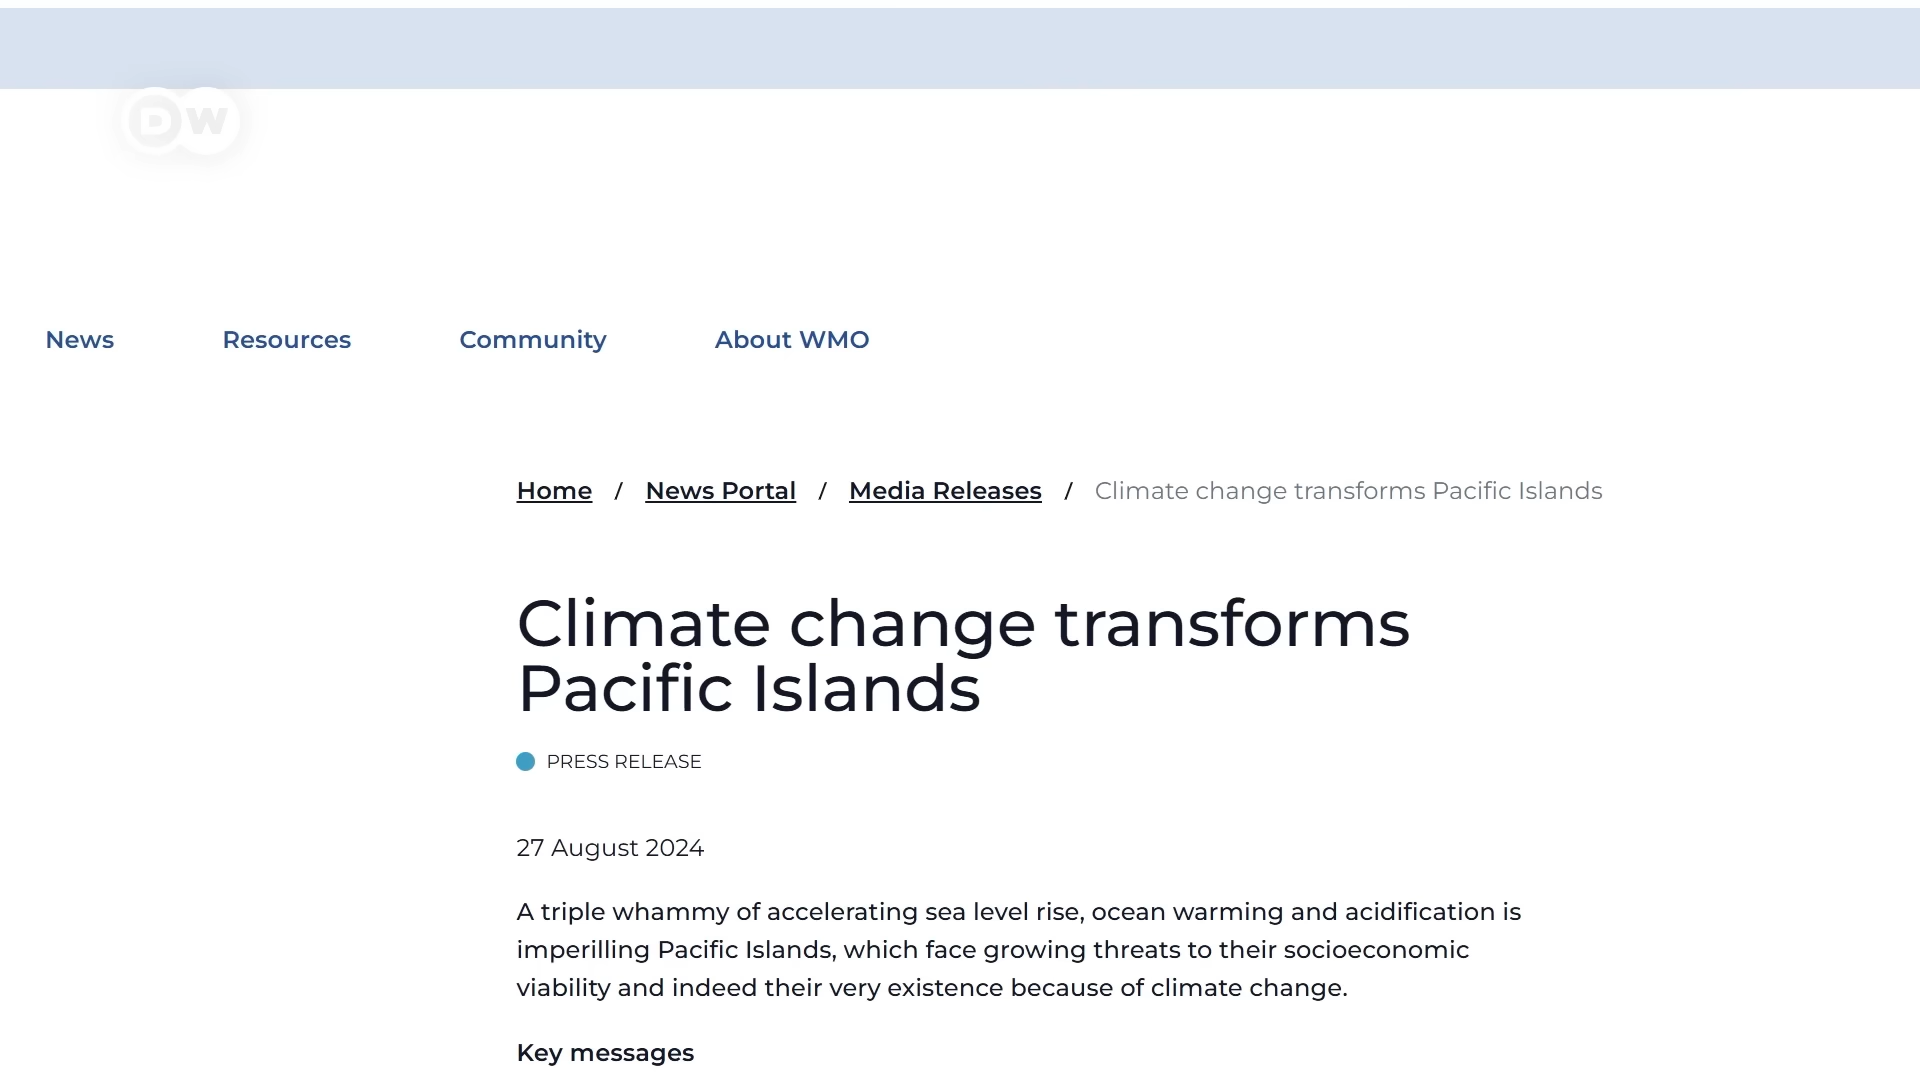 DW
News Resources Community About WMO
Home / News Portal / Media Releases / Climate change transforms Pacific Islands
Climate change transforms
Pacific Islands
PRESS RELEASE
27 August 2024
A triple whammy of accelerating sea level rise, ocean warming and acidification is
imperilling Pacific Islands, which face growing threats to their socioeconomic
viability and indeed their very existence because of climate change.
Key messages